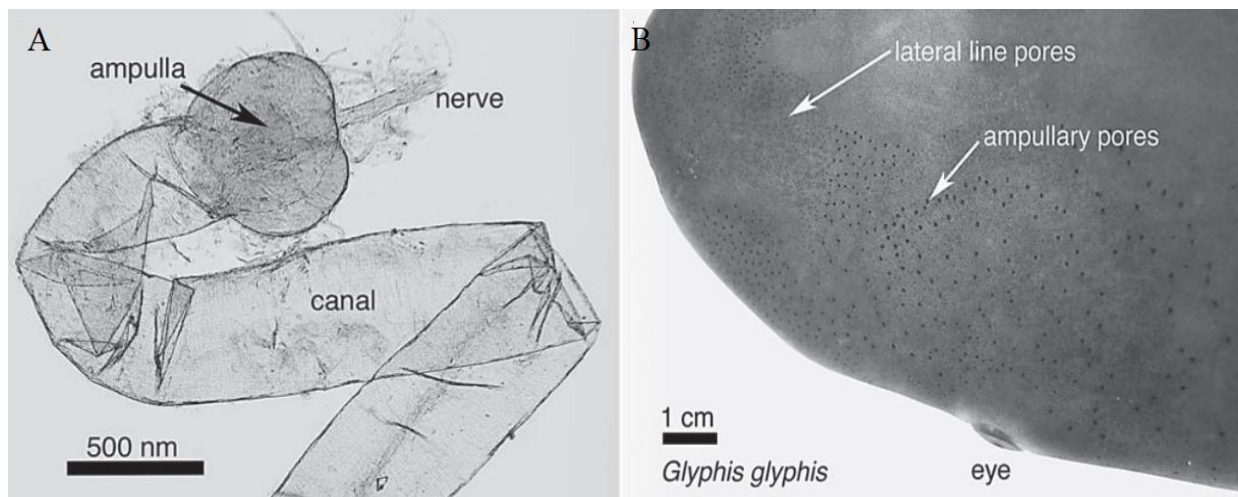 A
ampulla
nerve
canal
500 nm
B
lateral line pores
ampullary pores
1 cm
Glyphis glyphis
eye